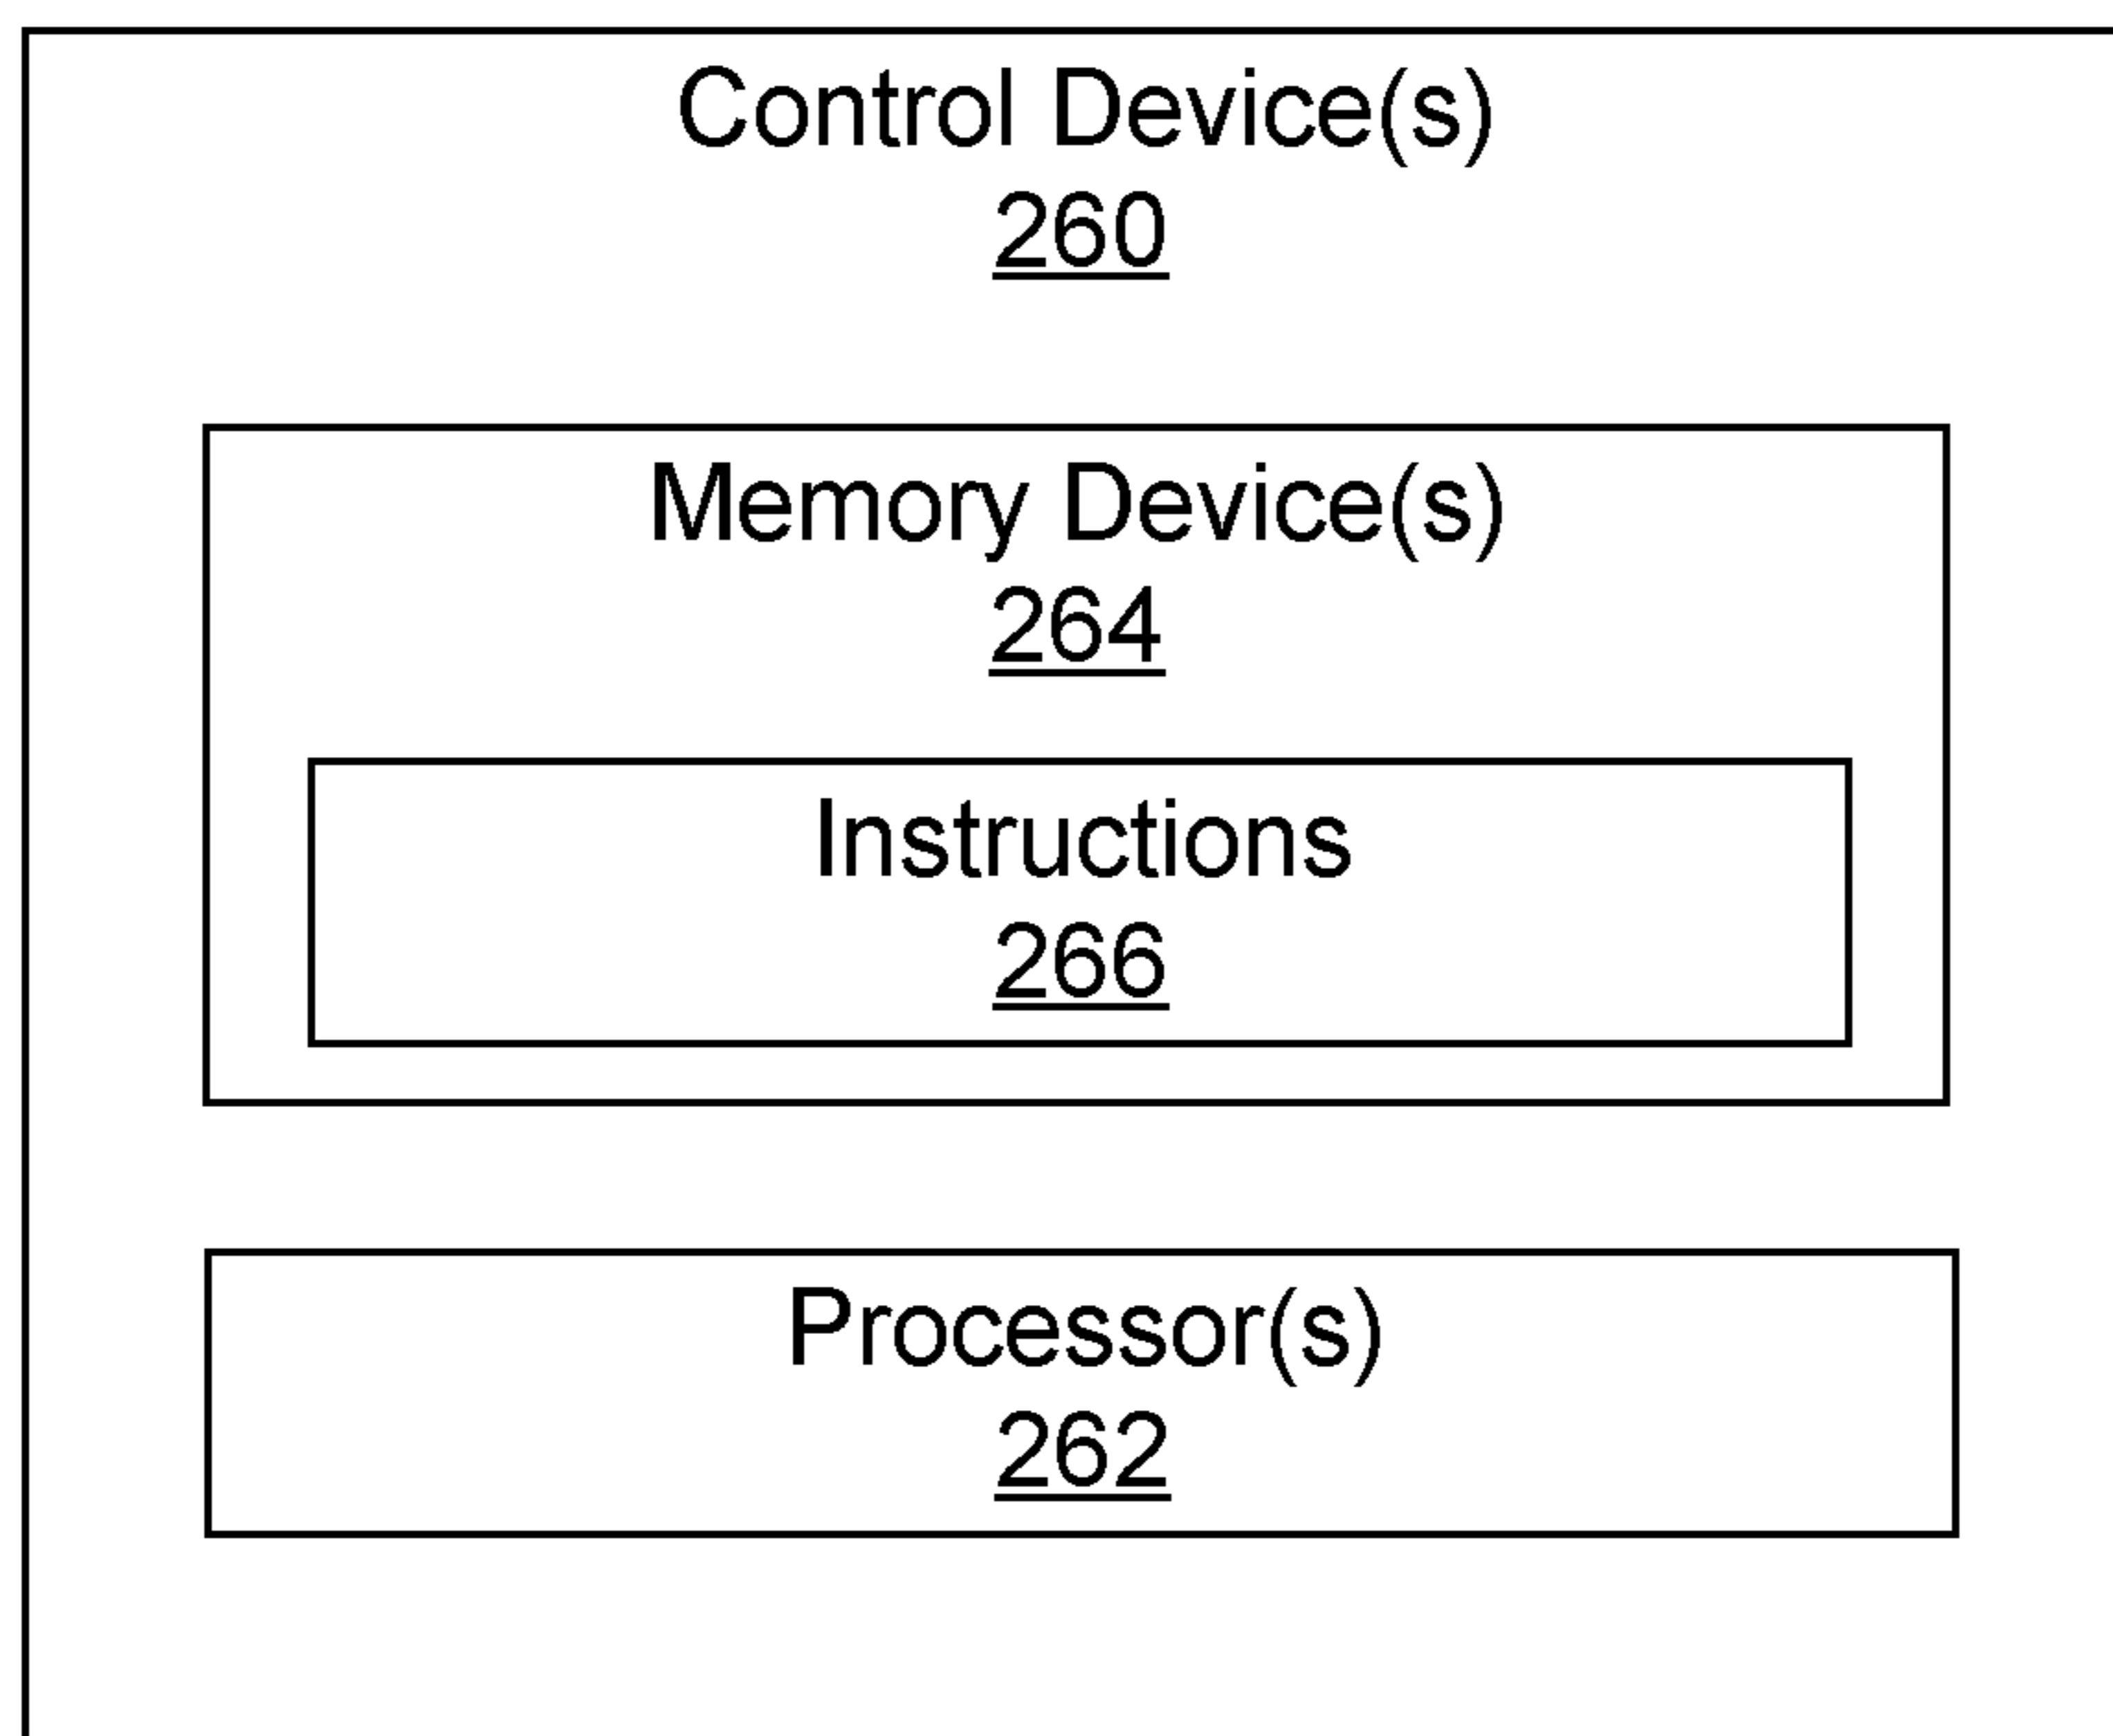 Control Device(s)
260
Memory Device(s)
264
Instructions
266
Processor(s)
262